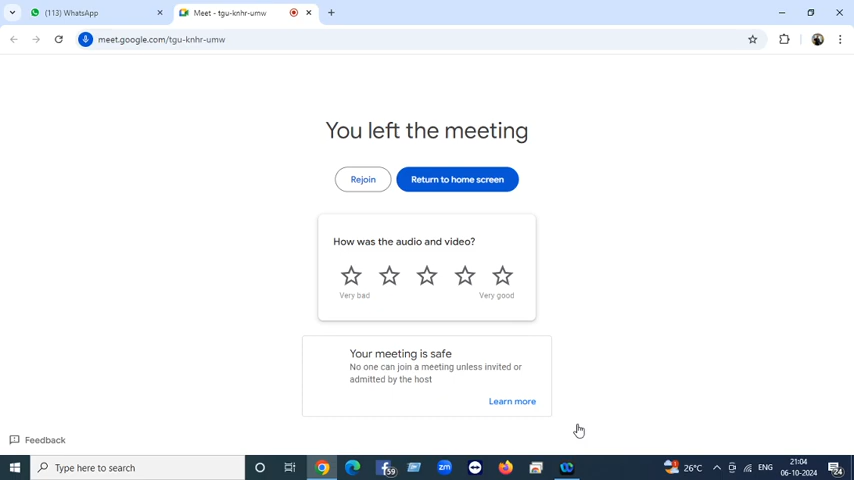 (113) WhatsApp
Meet - tgu-knhr-umw
meet.google.com/tgu-knhr-umw
You left the meeting
Rejoin
Return to home screen
How was the audio and video?
Very bad
Very good
Your meeting is safe
No one can join a meeting unless invited or
admitted by the host
Learn more
Feedback
Type here to search
59
zm
26°C
ENG
21:04
06-10-2024
24